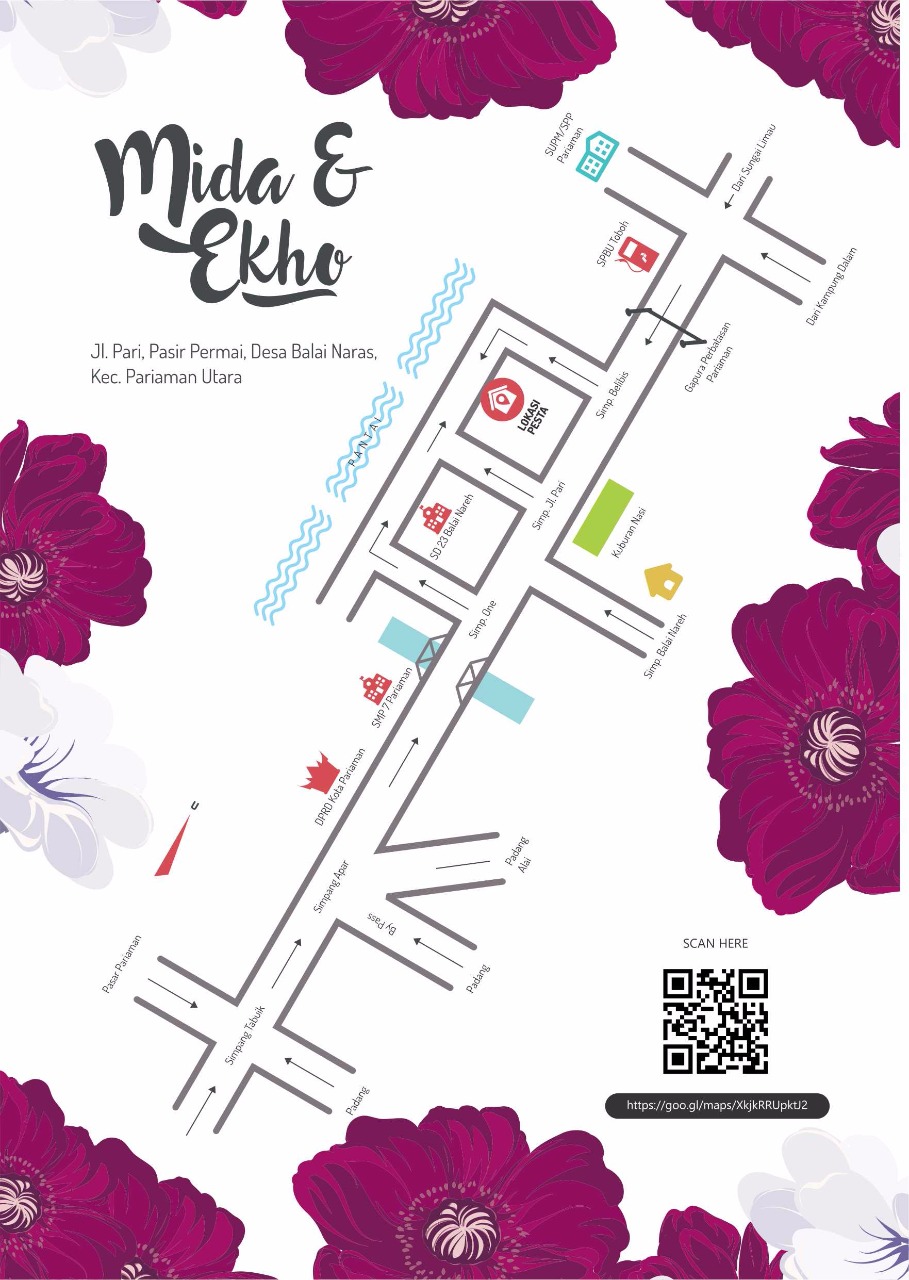 Mida &
Ekho
Jl. Pari, Pasir Permai, Desa Balai Naras,
Kec. Pariaman Utara
SUPM/SPP
Pariaman
Dari Sungai Limau
SPBU Toboh
Dari Kampung Dalam
Gapura Perbatasan
Pariaman
Simp. Belibis
LOKASI
PESTA
PANTAI
Simp. Jl. Pari
SD 23 Balai Nareh
Kuburan Nasi
Simp. One
Simp. Balai Nareh
SMP 7 Pariaman
DPRD Kota Pariaman
U
Padang
Alai
Simpang Apar
By Pass
Padang
Pasar Pariaman
Simpang Tabuik
Padang
SCAN HERE
https://goo.gl/maps/XkjkRRUpktJ2